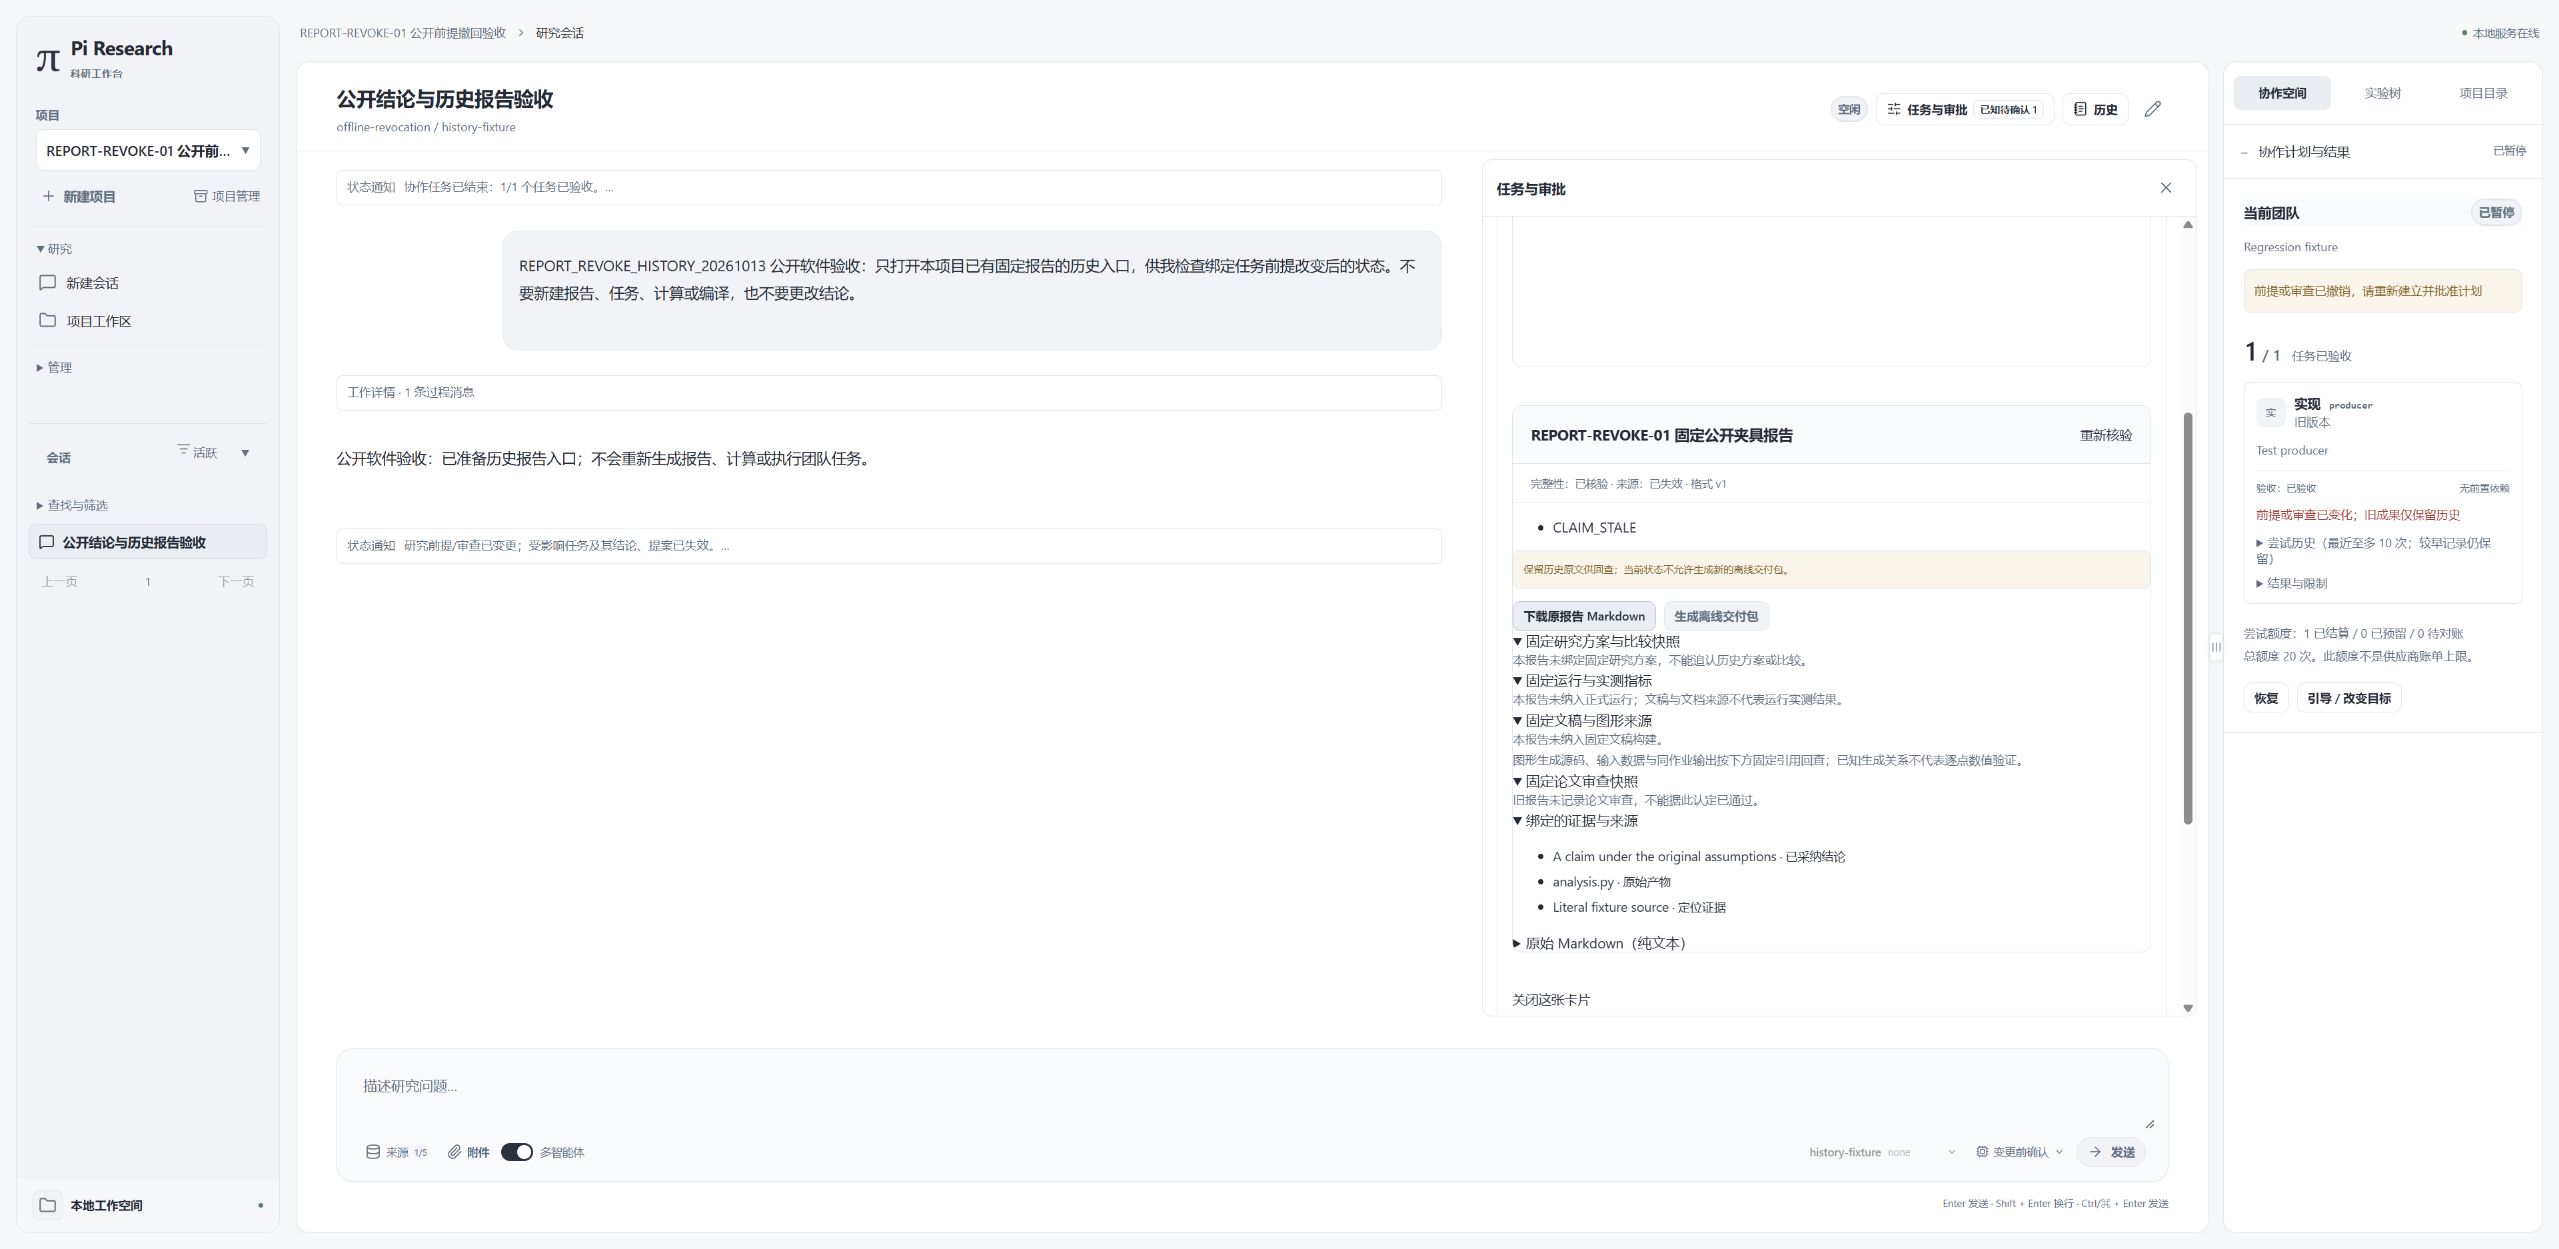 Pi Research
科研工作台
项目
REPORT-REVOKE-01 公开前...
新建项目
项目管理
研究
新建会话
项目工作区
管理
会话
活跃
查找与筛选
公开结论与历史报告验收
上一页
1
下一页
本地工作空间
REPORT-REVOKE-01 公开前提撤回验收 › 研究会话
本地服务在线
公开结论与历史报告验收
offline-revocation / history-fixture
空闲
任务与审批 已知待确认 1
历史
状态通知 协作任务已结束：1/1 个任务已验收。...
REPORT_REVOKE_HISTORY_20261013 公开软件验收：只打开本项目已有固定报告的历史入口，供我检查绑定任务前提改变后的状态。不
要新建报告、任务、计算或编译，也不要更改结论。
工作详情 · 1 条过程消息
公开软件验收：已准备历史报告入口；不会重新生成报告、计算或执行团队任务。
状态通知 研究前提/审查已变更；受影响任务及其结论、提案已失效。...
任务与审批
REPORT-REVOKE-01 固定公开夹具报告
重新核验
完整性：已核验 · 来源：已失效 · 格式 v1
CLAIM_STALE
保留历史原文供回查；当前状态不允许生成新的离线交付包。
下载原报告 Markdown
生成离线交付包
固定研究方案与比较快照
本报告未绑定固定研究方案，不能追认历史方案或比较。
固定运行与实测指标
本报告未纳入正式运行；文稿与文档来源不代表运行实测结果。
固定文稿与图形来源
本报告未纳入固定文稿构建。
图形生成源码、输入数据与同作业输出按下方固定引用回查；已知生成关系不代表逐点数值验证。
固定论文审查快照
旧报告未记录论文审查，不能据此认定已通过。
绑定的证据与来源
A claim under the original assumptions · 已采纳结论
analysis.py · 原始产物
Literal fixture source · 定位证据
原始 Markdown（纯文本）
关闭这张卡片
描述研究问题...
来源 1/5
附件
多智能体
history-fixture none
变更前确认
发送
Enter 发送 · Shift + Enter 换行 · Ctrl/⌘ + Enter 发送
协作空间
实验树
项目目录
协作计划与结果
已暂停
当前团队
已暂停
Regression fixture
前提或审查已撤销，请重新建立并批准计划
1 / 1 任务已验收
实
实现 producer
旧版本
Test producer
验收：已验收
无前置依赖
前提或审查已变化；旧成果仅保留历史
尝试历史（最近至多 10 次；较早记录仍保
留）
结果与限制
尝试额度：1 已结算 / 0 已预留 / 0 待对账
总额度 20 次。此额度不是供应商账单上限。
恢复
引导 / 改变目标